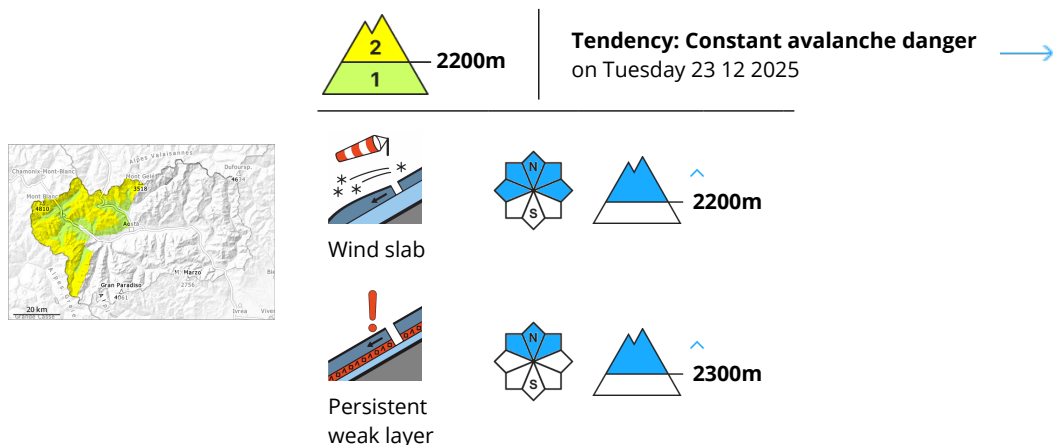 2
1
2200m
Tendency: Constant avalanche danger
on Tuesday 23 12 2025
Alpes Valaisannes
Chamonix-Mont-Blanc
Mont Gelé
3518
Dufoursp.
Mont Blanc
4810
Aosta
M. Marzo
2756
Gran Paradiso
4061
Ivrea
20 km
N
S
2200m
Wind slab
N
S
2300m
Persistent
weak layer